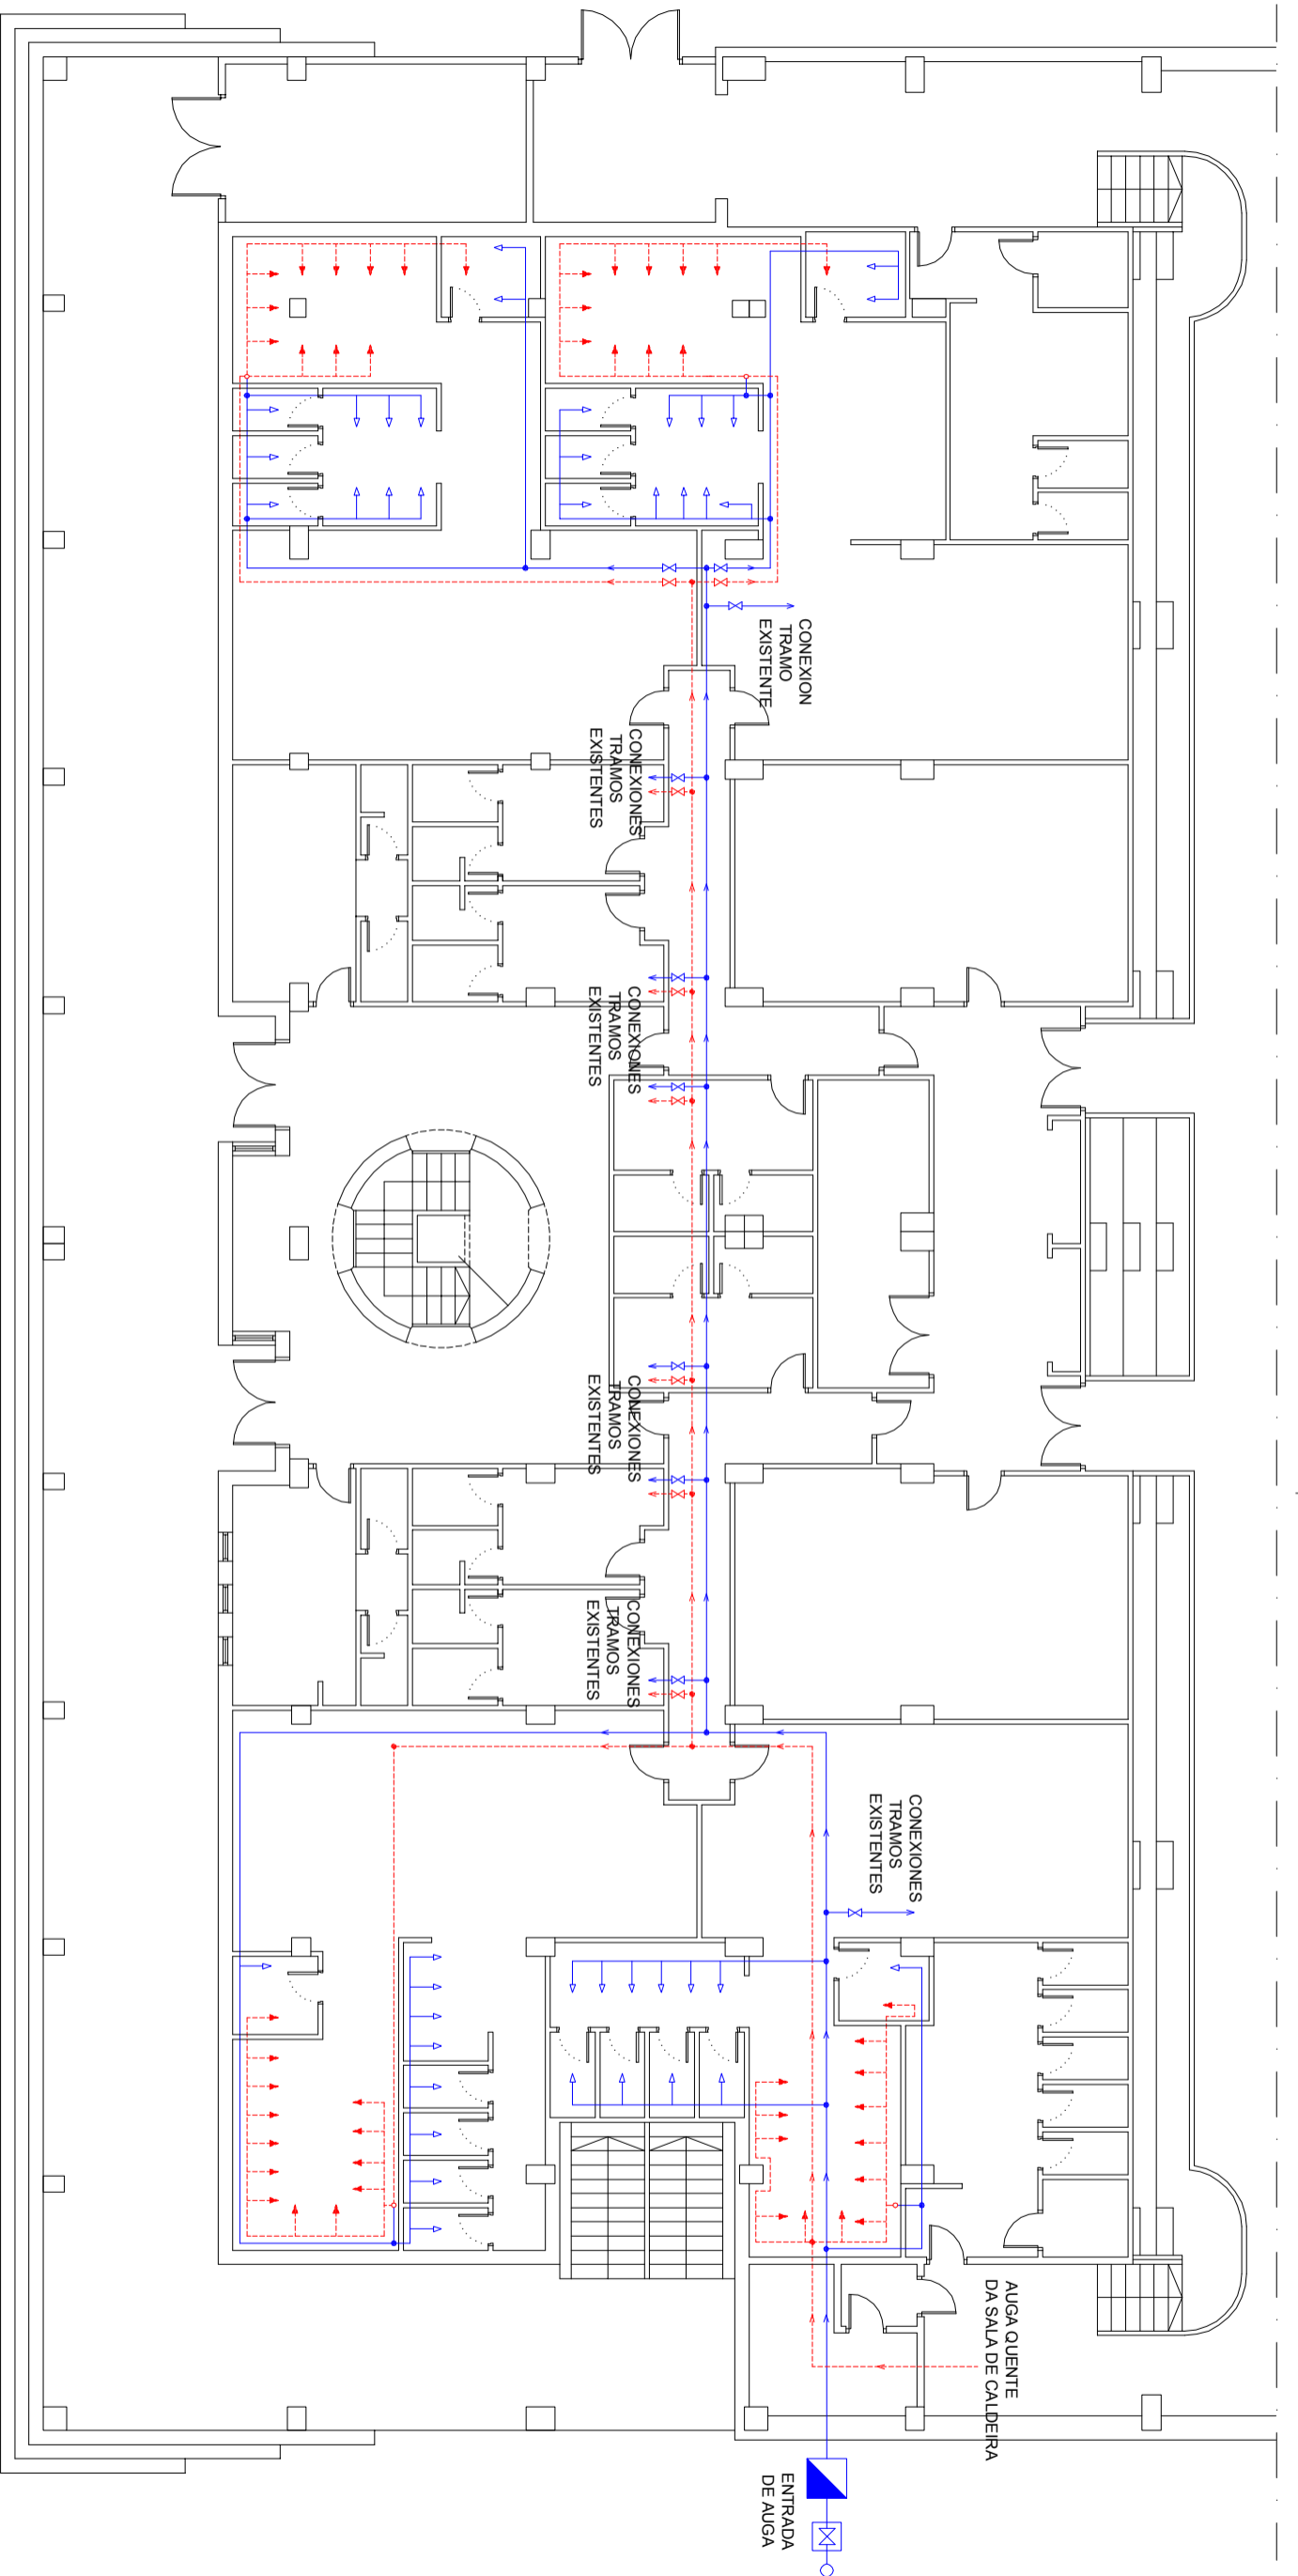 CONEXION
TRAMO
EXISTENTE
CONEXIONES
TRAMOS
EXISTENTES
CONEXIONES
TRAMOS
EXISTENTES
CONEXIONES
TRAMOS
EXISTENTES
CONEXIONES
TRAMOS
EXISTENTES
CONEXIONES
TRAMOS
EXISTENTES
AUGA QUENTE
DA SALA DE CALDEIRA
ENTRADA
DE AUGA